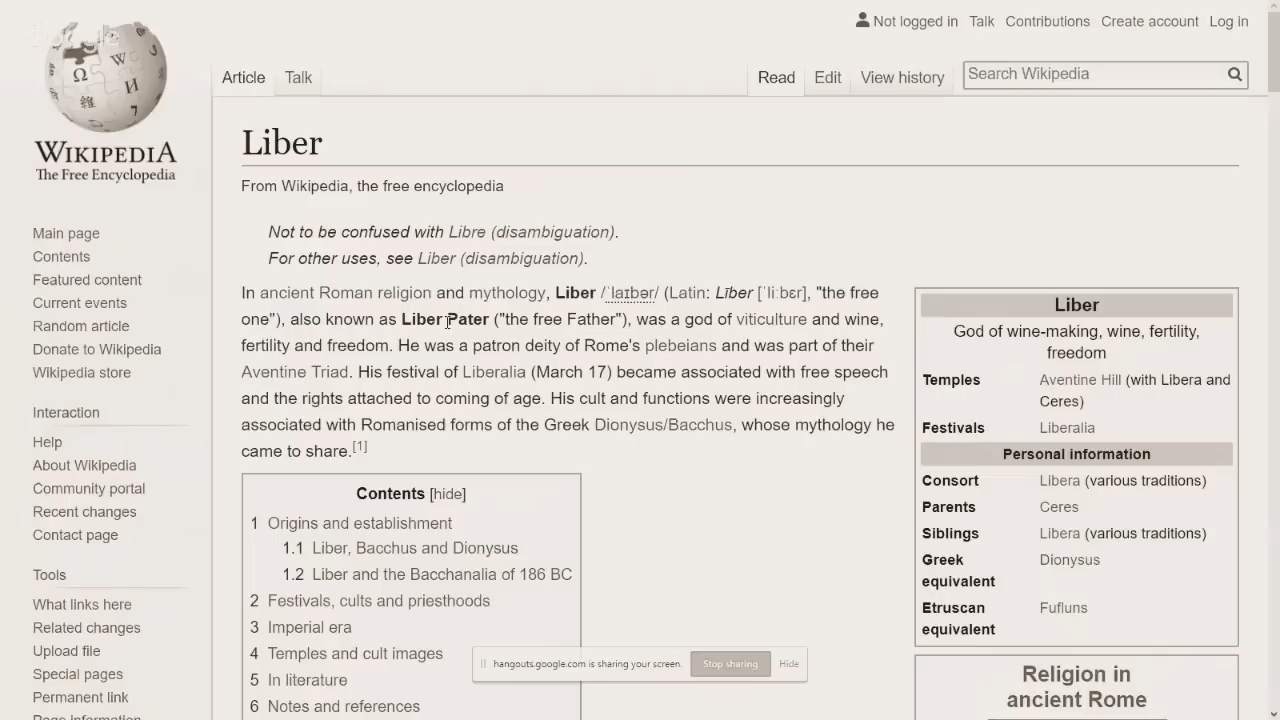 Not logged in Talk Contributions Create account Log in
Article Talk Read Edit View history Search Wikipedia
WIKIPEDIA
The Free Encyclopedia
Main page
Contents
Featured content
Current events
Random article
Donate to Wikipedia
Wikipedia store
Interaction
Help
About Wikipedia
Community portal
Recent changes
Contact page
Tools
What links here
Related changes
Upload file
Special pages
Permanent link
Page information
Liber
From Wikipedia, the free encyclopedia
Not to be confused with Libre (disambiguation).
For other uses, see Liber (disambiguation).
In ancient Roman religion and mythology, Liber /ˈlaɪbər/ (Latin: Līber [ˈliːbɛr], "the free
one"), also known as Liber Pater ("the free Father"), was a god of viticulture and wine,
fertility and freedom. He was a patron deity of Rome's plebeians and was part of their
Aventine Triad. His festival of Liberalia (March 17) became associated with free speech
and the rights attached to coming of age. His cult and functions were increasingly
associated with Romanised forms of the Greek Dionysus/Bacchus, whose mythology he
came to share.[1]
Contents [hide]
1 Origins and establishment
1.1 Liber, Bacchus and Dionysus
1.2 Liber and the Bacchanalia of 186 BC
2 Festivals, cults and priesthoods
3 Imperial era
4 Temples and cult images
5 In literature
6 Notes and references
Liber
God of wine-making, wine, fertility,
freedom
Temples Aventine Hill (with Libera and
Ceres)
Festivals Liberalia
Personal information
Consort Libera (various traditions)
Parents Ceres
Siblings Libera (various traditions)
Greek Dionysus
equivalent
Etruscan Fufluns
equivalent
Religion in
ancient Rome
hangouts.google.com is sharing your screen. Stop sharing Hide